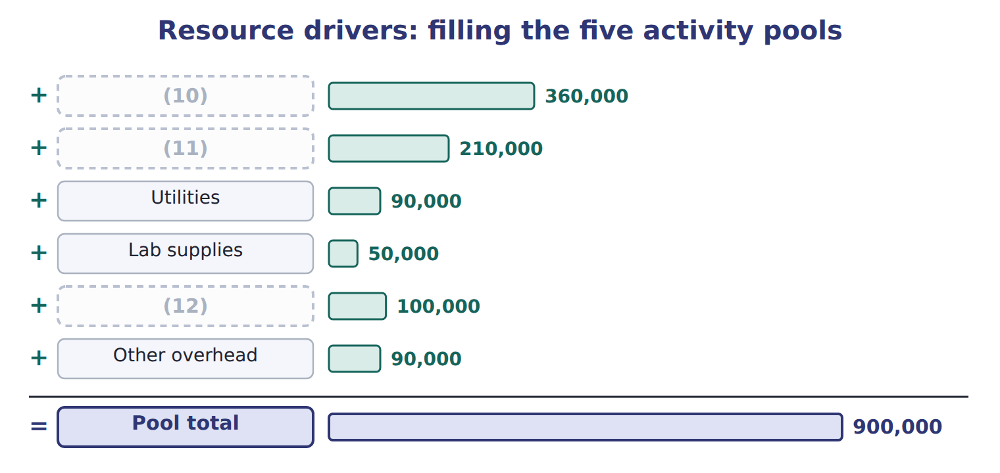 Resource drivers: filling the five activity pools
+ (10) 360,000
+ (11) 210,000
+ Utilities 90,000
+ Lab supplies 50,000
+ (12) 100,000
+ Other overhead 90,000
= Pool total 900,000